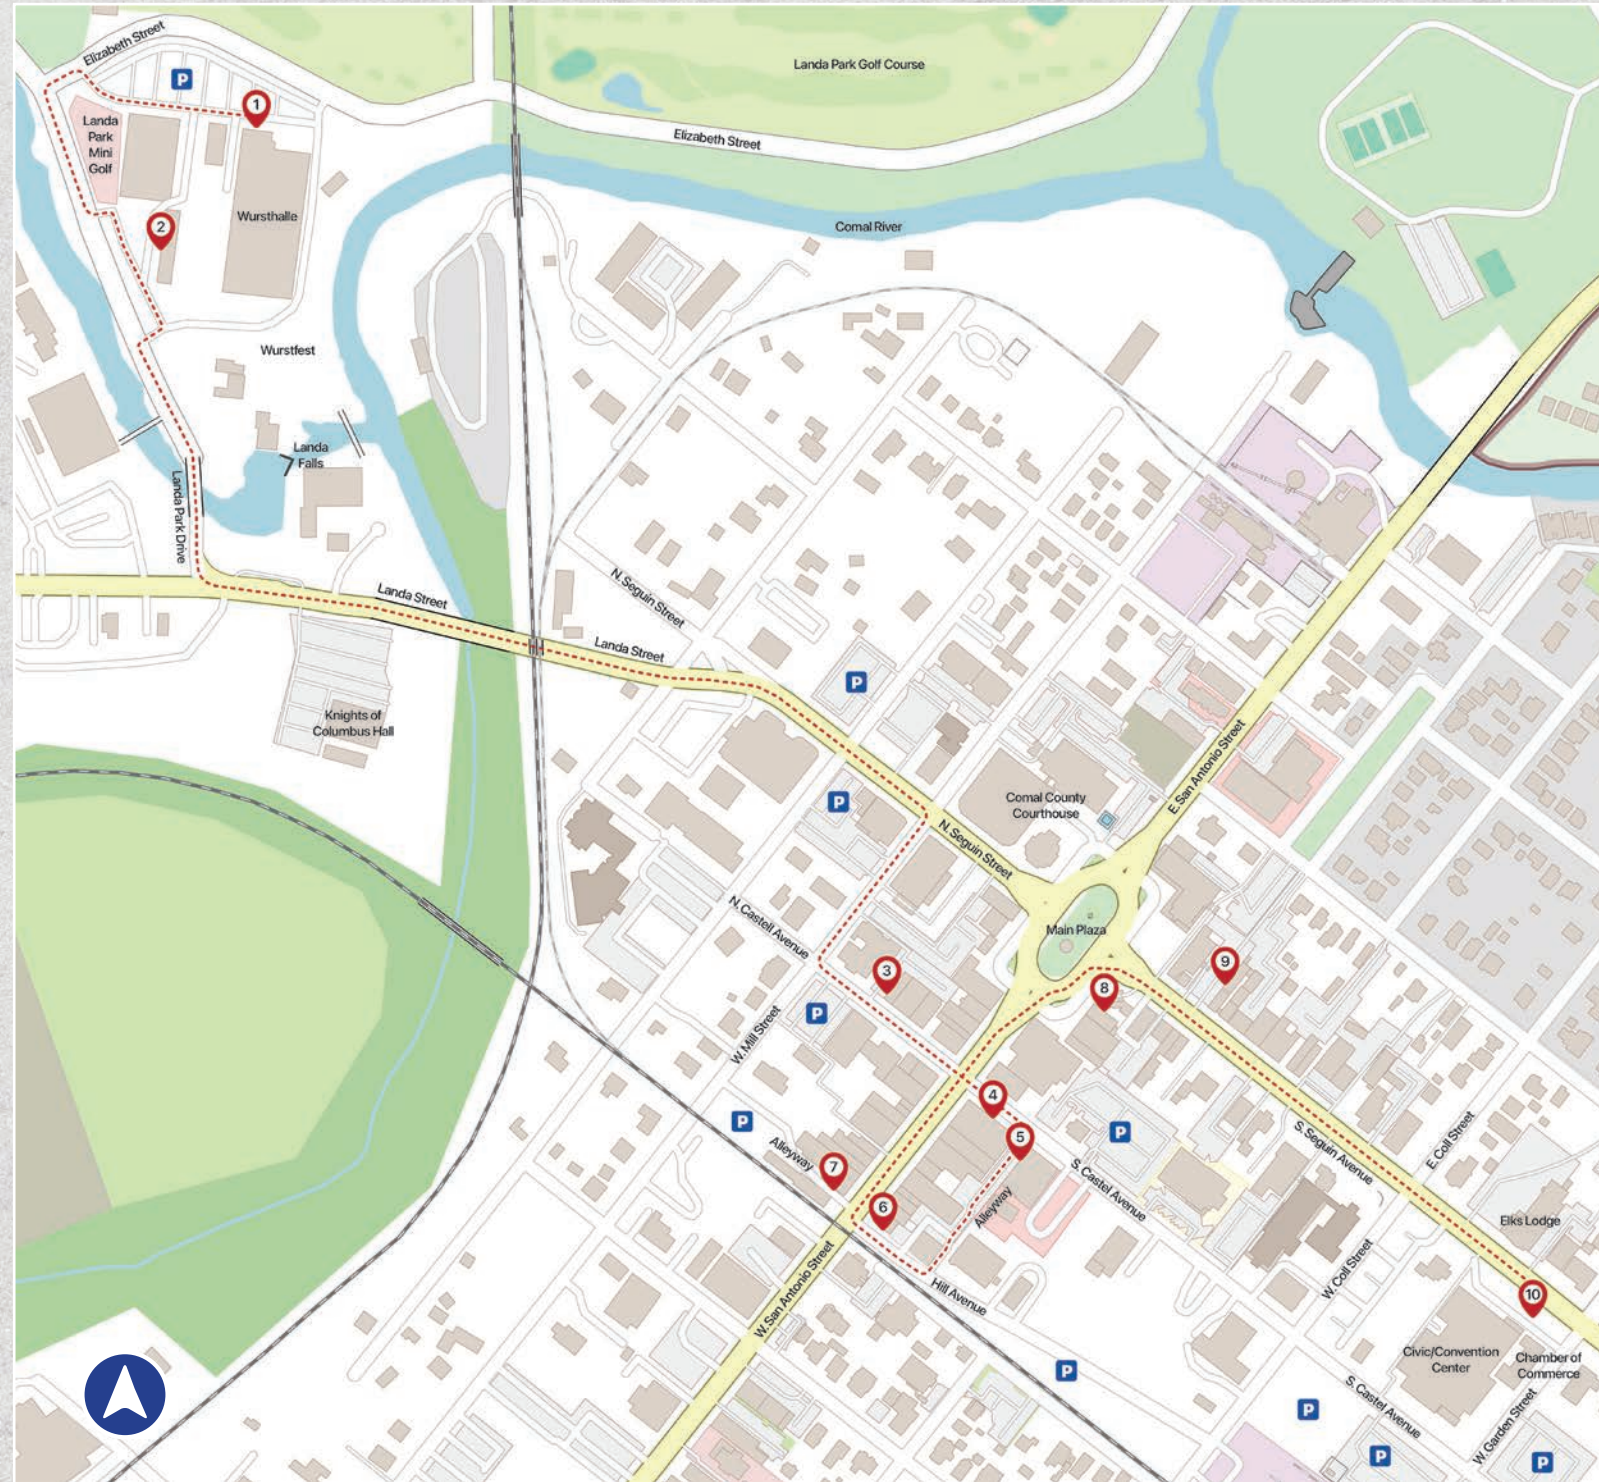 Elizabeth Street
P
1
Landa
Park
Mini
Golf
Wursthalle
2
Landa Park Golf Course
Elizabeth Street
Comal River
Wurstfest
Landa
Falls
Landa Park Drive
Landa Street
N. Seguin Street
Landa Street
Knights of
Columbus Hall
P
P
Comal County
Courthouse
E. San Antonio Street
N. Seguin Street
N. Castell Avenue
Main Plaza
3
8
9
P
W. Mill Street
4
P
5
P
Alleyway
7
6
Alleyway
S. Castel Avenue
S. Seguin Avenue
E. Coll Street
Elks Lodge
W. San Antonio Street
Hill Avenue
W. Coll Street
10
Civic/Convention
Center
Chamber of
Commerce
P
P
S. Castel Avenue
W. Garden Street
P
P